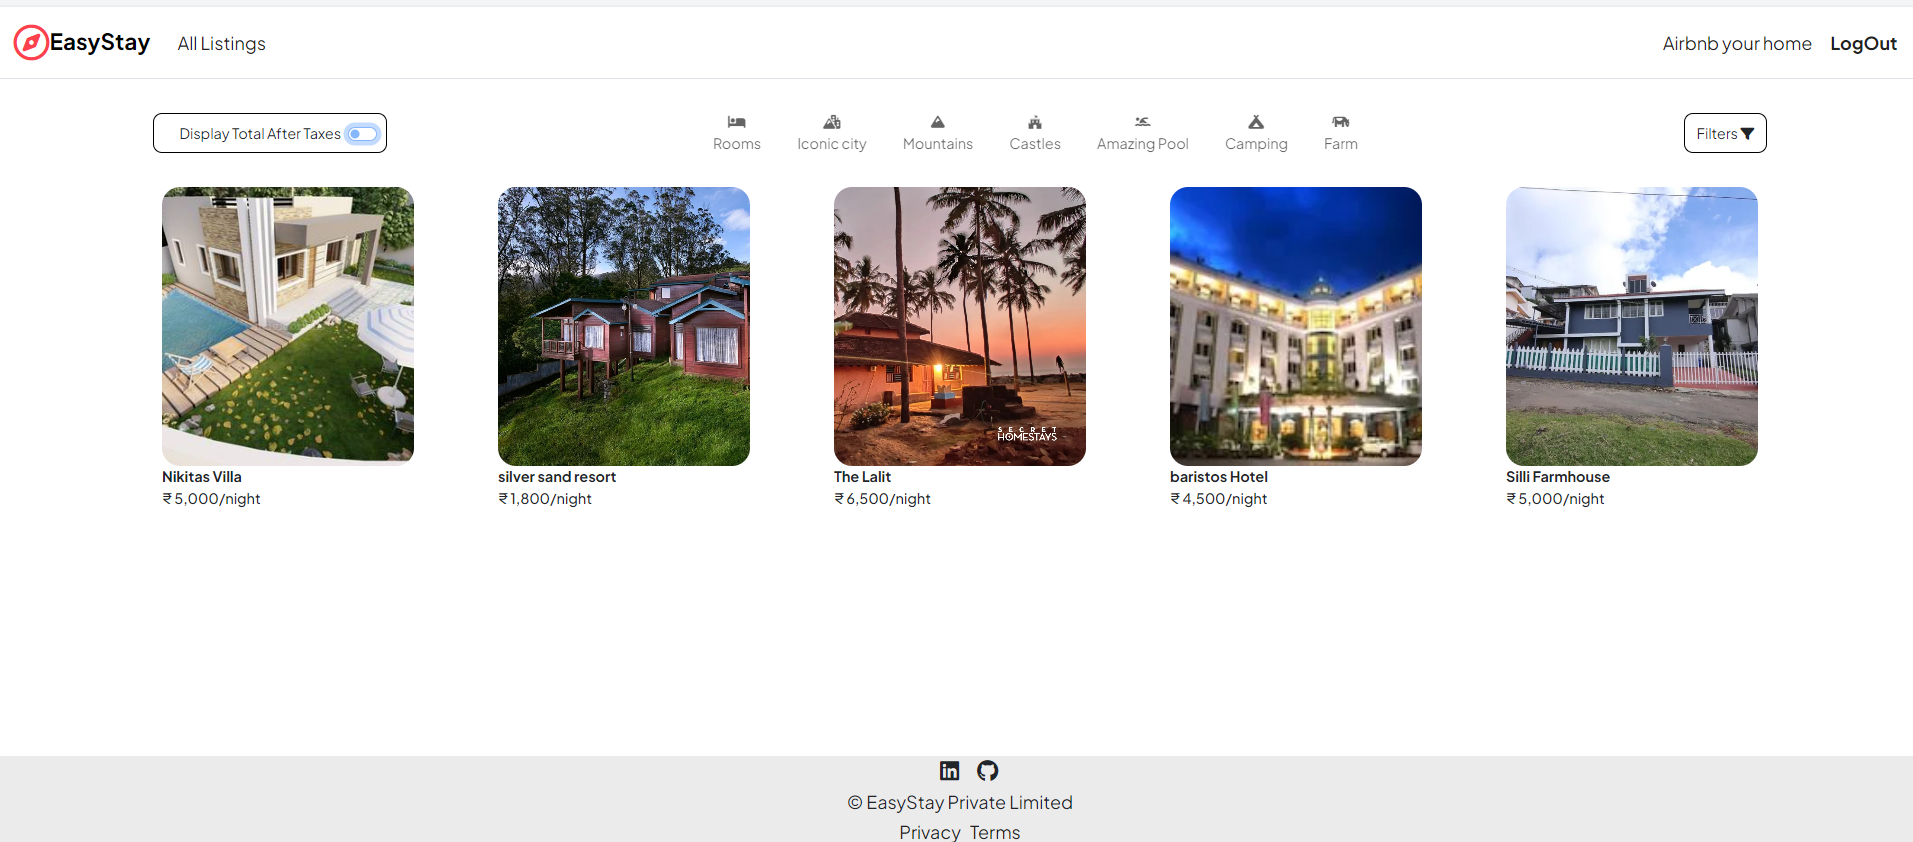 EasyStay All Listings Airbnb your home LogOut
Display Total After Taxes
Rooms Iconic city Mountains Castles Amazing Pool Camping Farm
Filters
SECRET
HOMESTAYS
Nikitas Villa
₹ 5,000/night
silver sand resort
₹ 1,800/night
The Lalit
₹ 6,500/night
baristos Hotel
₹ 4,500/night
Silli Farmhouse
₹ 5,000/night
in
© EasyStay Private Limited
Privacy Terms